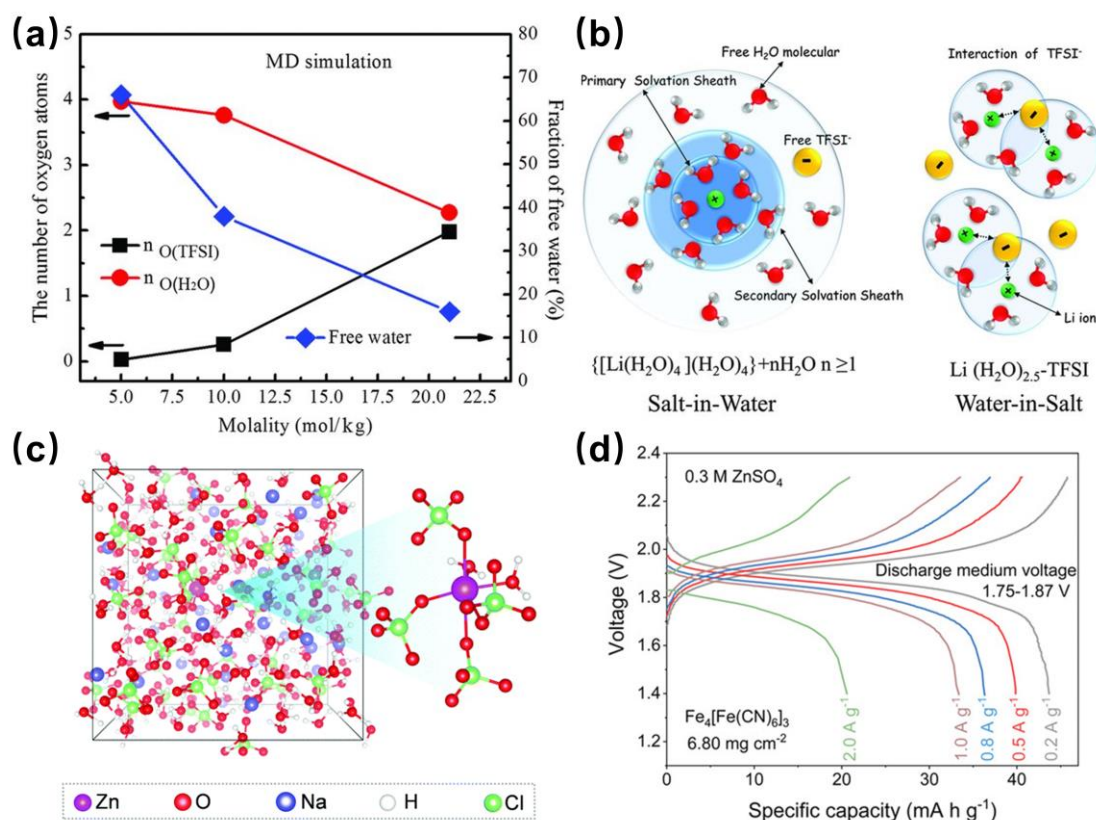 (a)
MD simulation
The number of oxygen atoms
5
4
3
2
1
0
Fraction of free water (%)
80
70
60
50
40
30
20
10
0
n O(TFSI)
n O(H2O)
Free water
5.0 7.5 10.0 12.5 15.0 17.5 20.0 22.5
Molality (mol/kg)
(b)
Free H₂O molecular
Primary Solvation Sheath
Free TFSI⁻
Secondary Solvation Sheath
{[Li(H₂O)₄](H₂O)₄}+nH₂O n ≥1
Salt-in-Water
Interaction of TFSI⁻
Li ion
Li (H₂O)₂.₅-TFSI
Water-in-Salt
(c)
Zn O Na H Cl
(d)
0.3 M ZnSO₄
Discharge medium voltage
1.75-1.87 V
Fe₄[Fe(CN)₆]₃
6.80 mg cm⁻²
2.0 A g⁻¹
1.0 A g⁻¹
0.8 A g⁻¹
0.5 A g⁻¹
0.2 A g⁻¹
Voltage (V)
2.4
2.2
2.0
1.8
1.6
1.4
1.2
1.1
0 10 20 30 40
Specific capacity (mA h g⁻¹)